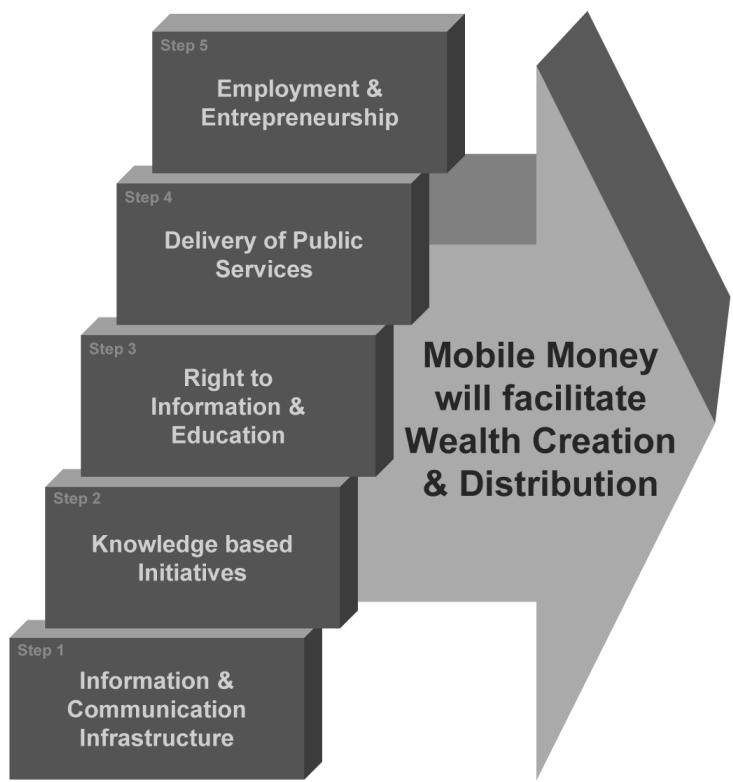 Step 5
Employment &
Entrepreneurship
Step 4
Delivery of Public
Services
Step 3
Right to
Information &
Education
Step 2
Knowledge based
Initiatives
Step 1
Information &
Communication
Infrastructure
Mobile Money
will facilitate
Wealth Creation
& Distribution